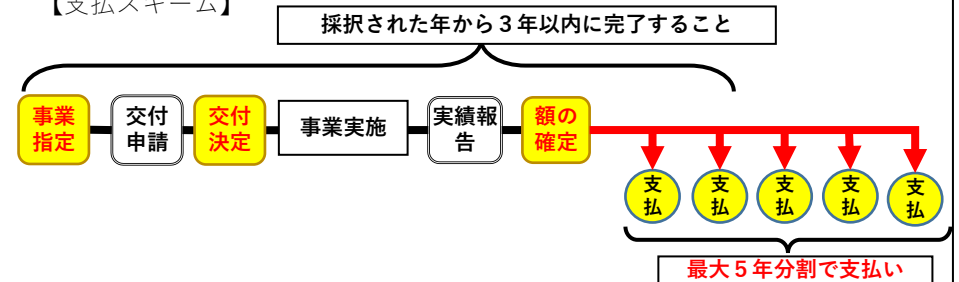 【支払スキーム】
採択された年から３年以内に完了すること
事業
指定
交付
申請
交付
決定
事業実施
実績報
告
額の
確定
支
払
支
払
支
払
支
払
支
払
最大５年分割で支払い